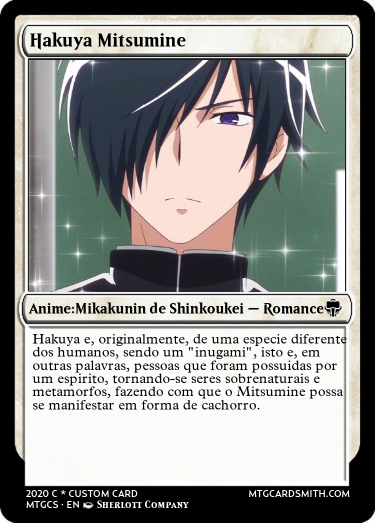 Hakuya Mitsumine
Anime:Mikakunin de Shinkoukei — Romance
Hakuya e, originalmente, de uma especie diferente
dos humanos, sendo um "inugami", isto e, em
outras palavras, pessoas que foram possuidas por
um espirito, tornando-se seres sobrenaturais e
metamorfos, fazendo com que o Mitsumine possa
se manifestar em forma de cachorro.
2020 C * CUSTOM CARD
MTGCARDSMITH.COM
MTGCS · EN Sherlott Company